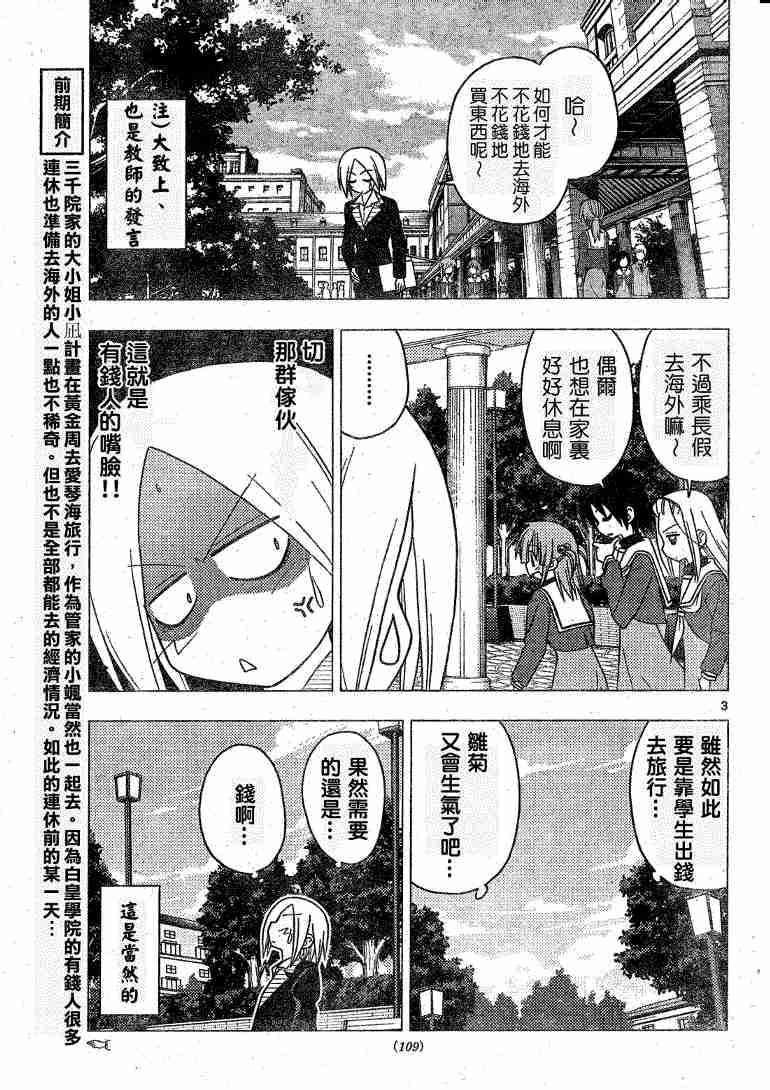 哈～
如何才能
不花錢地去海外
不花錢地
買東西呢～
注）大致上、
也是教師的發言
前期簡介
三千院家的大小姐小凪計畫在黃金周去愛琴海旅行，作為管家的小颯當然也一起去。因為白皇學院的有錢人很多
連休也準備去海外的人一點也不稀奇。但也不是全部都能去的經濟情況。如此的連休前的某一天…
不過乘長假
去海外嘛～
偶爾
也想在家裏
好好休息啊
………
切
那群傢伙
這就是
有錢人的嘴臉!!
3
雖然如此
要是靠學生出錢
去旅行…
雛菊
又會生氣了吧…
果然需要
的還是…
錢啊…
這是當然的
(109)